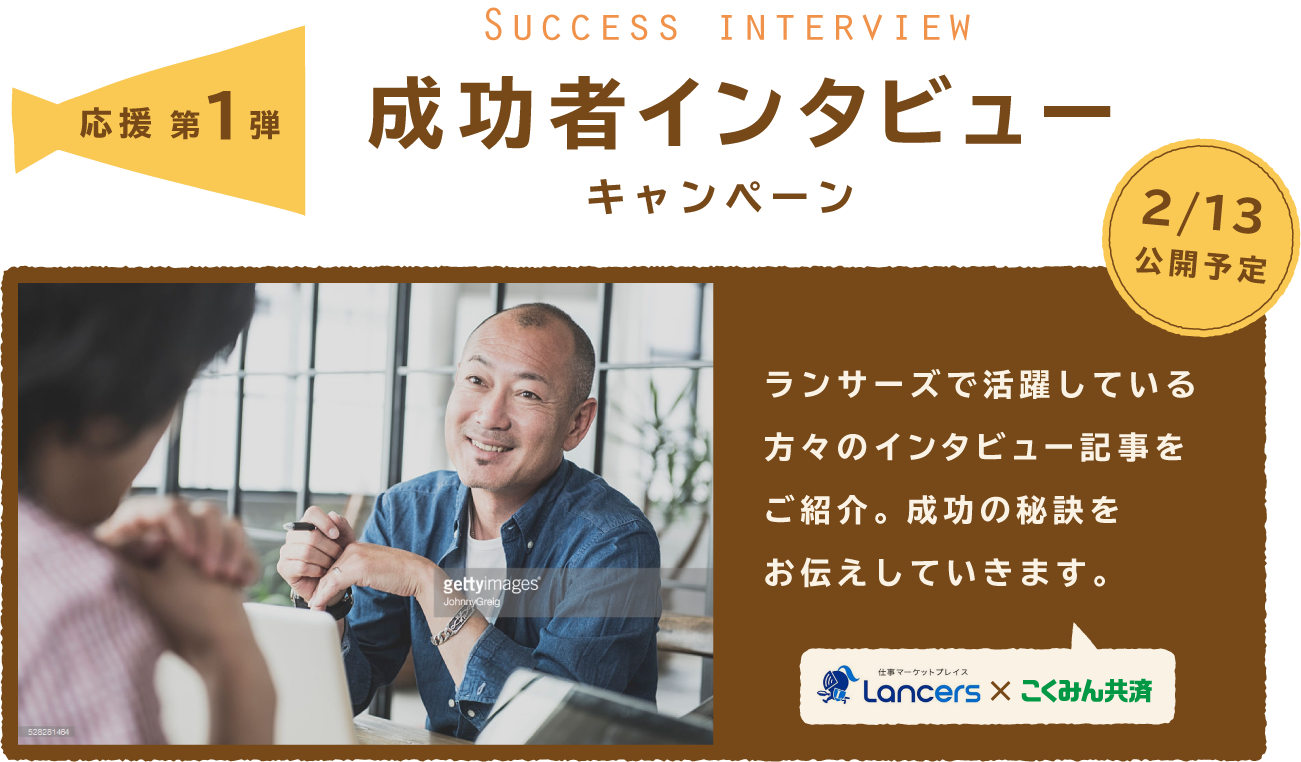 SUCCESS INTERVIEW
応援 第1弾
成功者インタビュー
キャンペーン
2/13
公開予定
ランサーズで活躍している
方々のインタビュー記事を
ご紹介。成功の秘訣を
お伝えしていきます。
gettyimages®
JohnnyGreig
528281464
仕事マーケットプレイス
Lancers × こくみん共済